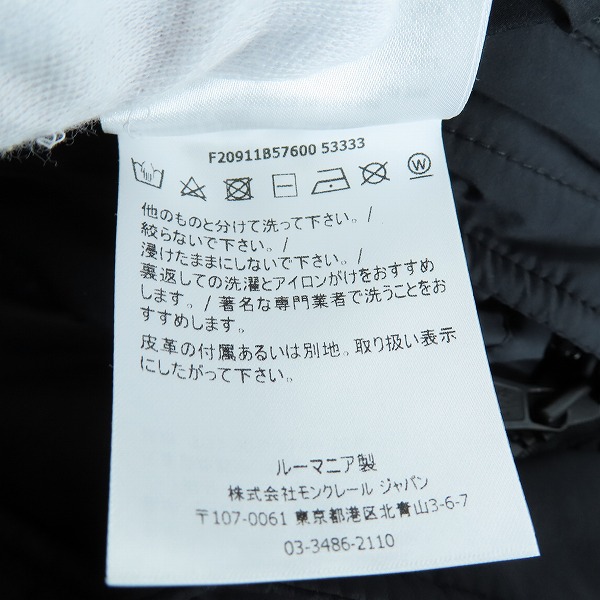 F20911B57600 53333
W
他のものと分けて洗って下さい。/
絞らないで下さい。/
浸けたままにしないで下さい。/
裏返しての洗濯とアイロンがけをおすすめ
します。/ 著名な専門業者で洗うことをお
すすめします。
皮革の付属あるいは別地。取り扱い表示
にしたがって下さい。
ルーマニア製
株式会社モンクレール ジャパン
〒107-0061 東京都港区北青山3-6-7
03-3486-2110